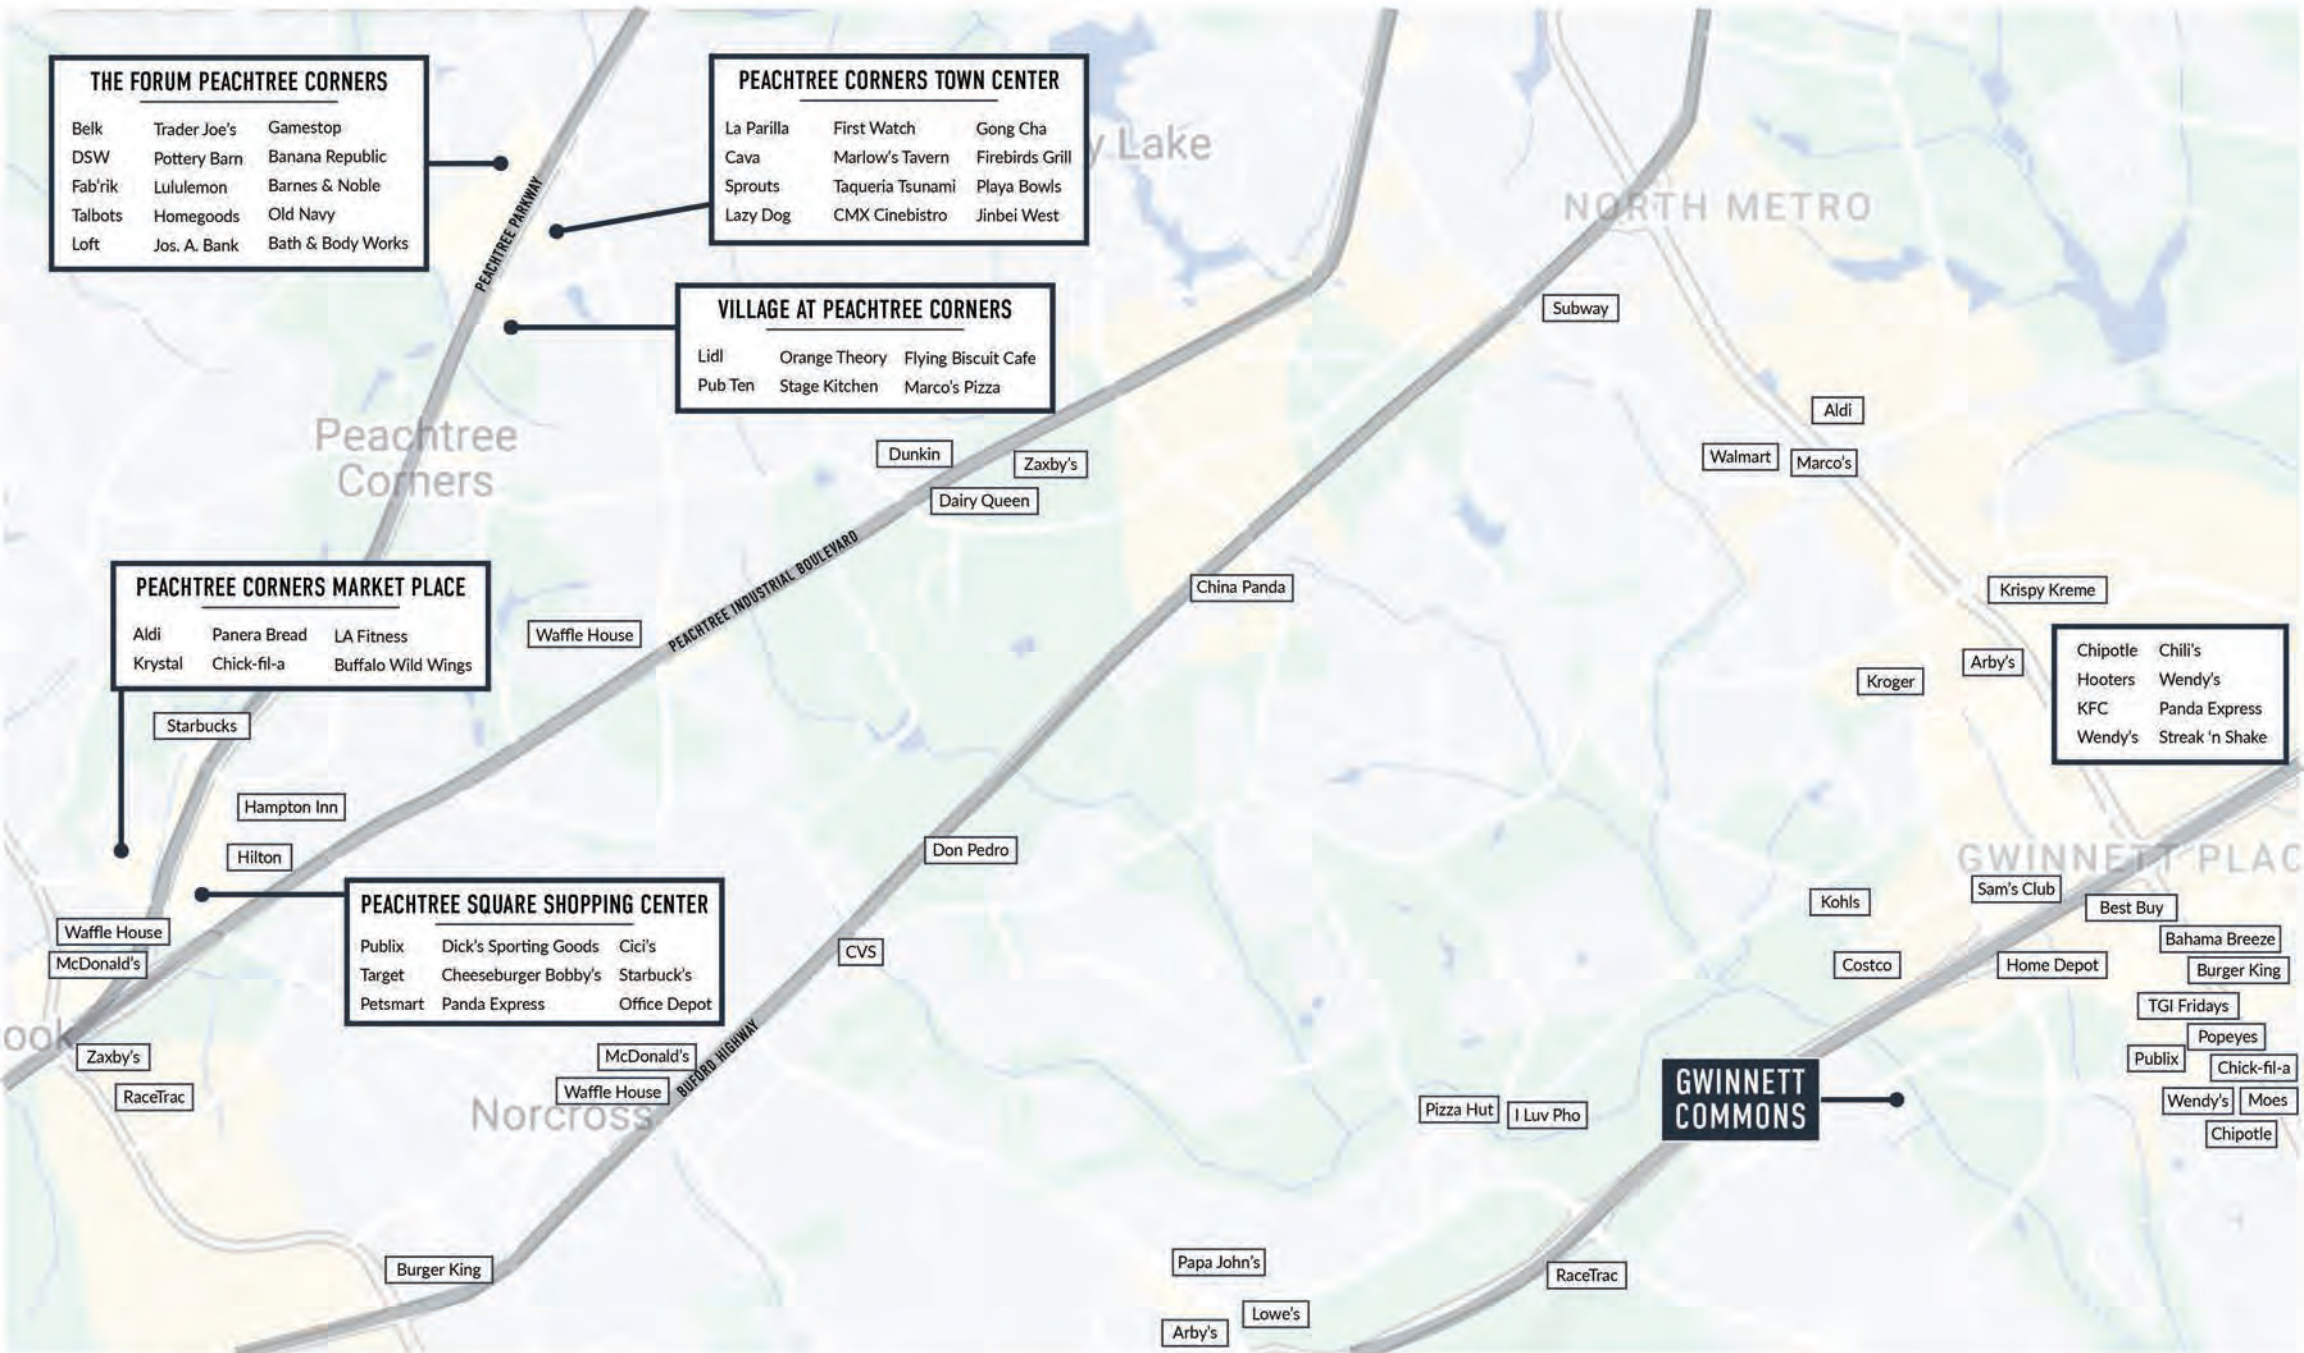 THE FORUM PEACHTREE CORNERS
Belk Trader Joe's Gamestop
DSW Pottery Barn Banana Republic
Fab'rik Lululemon Barnes & Noble
Talbots Homegoods Old Navy
Loft Jos. A. Bank Bath & Body Works
PEACHTREE CORNERS TOWN CENTER
La Parilla First Watch Gong Cha
Cava Marlow's Tavern Firebirds Grill
Sprouts Taqueria Tsunami Playa Bowls
Lazy Dog CMX Cinebistro Jinbei West
y Lake
NORTH METRO
PEACHTREE PARKWAY
VILLAGE AT PEACHTREE CORNERS
Lidl Orange Theory Flying Biscuit Cafe
Pub Ten Stage Kitchen Marco's Pizza
Subway
Peachtree
Corners
Aldi
Dunkin
Zaxby's
Walmart
Marco's
Dairy Queen
PEACHTREE INDUSTRIAL BOULEVARD
PEACHTREE CORNERS MARKET PLACE
Aldi Panera Bread LA Fitness
Krystal Chick-fil-a Buffalo Wild Wings
Waffle House
China Panda
Krispy Kreme
Arby's
Kroger
Chipotle Chili's
Hooters Wendy's
KFC Panda Express
Wendy's Streak 'n Shake
Starbucks
Hampton Inn
Hilton
Don Pedro
GWINNETT PLAC
PEACHTREE SQUARE SHOPPING CENTER
Publix Dick's Sporting Goods Cici's
Target Cheeseburger Bobby's Starbuck's
Petsmart Panda Express Office Depot
Waffle House
McDonald's
CVS
Kohls
Sam's Club
Best Buy
Bahama Breeze
Costco
Home Depot
Burger King
TGI Fridays
Popeyes
Publix
Chick-fil-a
Wendy's
Moes
Chipotle
ook
Zaxby's
RaceTrac
McDonald's
Waffle House
BUFORD HIGHWAY
Norcross
Pizza Hut
I Luv Pho
GWINNETT
COMMONS
Burger King
Papa John's
RaceTrac
Lowe's
Arby's